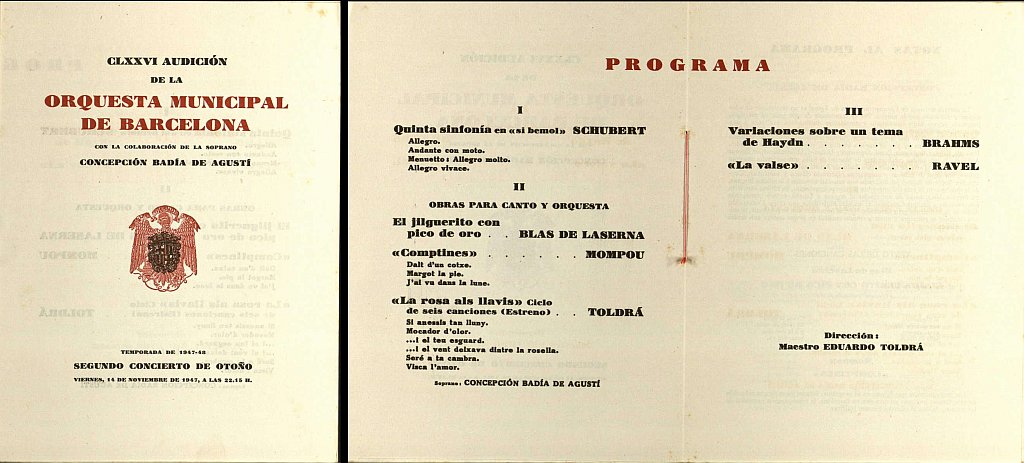 CLXXVI AUDICIÓN
DE LA
ORQUESTA MUNICIPAL
DE BARCELONA
CON LA COLABORACIÓN DE LA SOPRANO
CONCEPCIÓN BADÍA DE AGUSTÍ
TEMPORADA DE 1947-48
SEGUNDO CONCIERTO DE OTOÑO
VIERNES, 14 DE NOVIEMBRE DE 1947, A LAS 22.15 H.
PROGRAMA
I
Quinta sinfonía en «si bemol» SCHUBERT
Allegro.
Andante con moto.
Menuetto: Allegro molto.
Allegro vivace.
II
OBRAS PARA CANTO Y ORQUESTA
El jilguerito con
pico de oro . . BLAS DE LASERNA
«Comptines» . . . . . . MOMPOU
Dalt d'un cotxe.
Margot la pie.
J'ai vu dans la lune.
«La rosa als llavis» Ciclo
de seis canciones (Estreno) . . TOLDRÁ
Si anessis tan lluny.
Mocador d'olor.
...i el teu esguard.
...i el vent deixava dintre la rosella.
Seré a ta cambra.
Visca l'amor.
Soprano: CONCEPCIÓN BADÍA DE AGUSTÍ
III
Variaciones sobre un tema
de Haydn . . . . . . . BRAHMS
«La valse» . . . . . . . RAVEL
Dirección:
Maestro EDUARDO TOLDRÁ